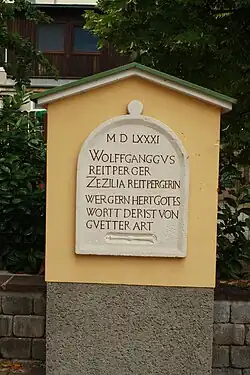 M D LXXXI
WOLFFGANGGVS
REITPERGER
ZEZILIA REITPERGERIN
WER GERN HERT GOTES
WORTT DER IST VON
GVETTER ART